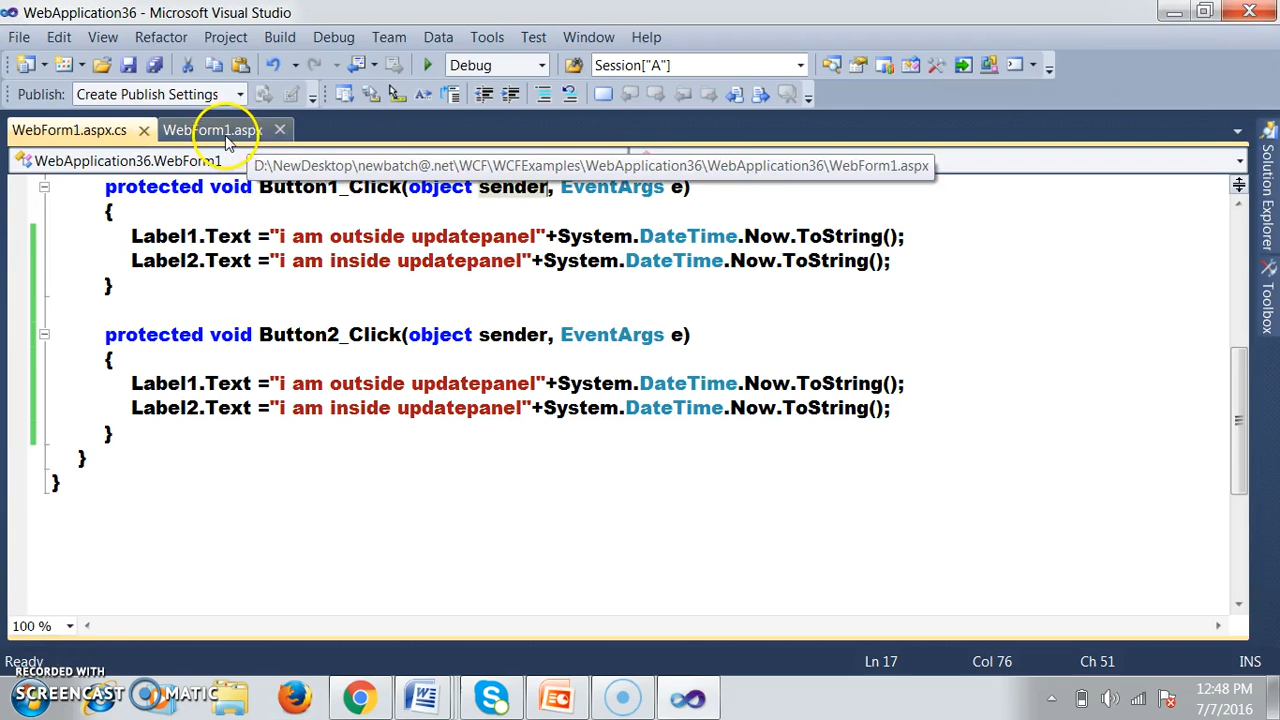 WebApplication36 - Microsoft Visual Studio
File Edit View Refactor Project Build Debug Team Data Tools Test Window Help
Debug Session["A"]
Publish: Create Publish Settings
WebForm1.aspx.cs WebForm1.aspx
WebApplication36.WebForm1
D:\NewDesktop\newbatch@.net\WCF\WCFExamples\WebApplication36\WebApplication36\WebForm1.aspx
protected void Button1_Click(object sender, EventArgs e)
{
Label1.Text ="i am outside updatepanel"+System.DateTime.Now.ToString();
Label2.Text ="i am inside updatepanel"+System.DateTime.Now.ToString();
}
protected void Button2_Click(object sender, EventArgs e)
{
Label1.Text ="i am outside updatepanel"+System.DateTime.Now.ToString();
Label2.Text ="i am inside updatepanel"+System.DateTime.Now.ToString();
}
}
}
Solution Explorer
Toolbox
100 %
Ready Ln 17 Col 76 Ch 51 INS
RECORDED WITH
SCREENCAST MATIC
12:48 PM
7/7/2016